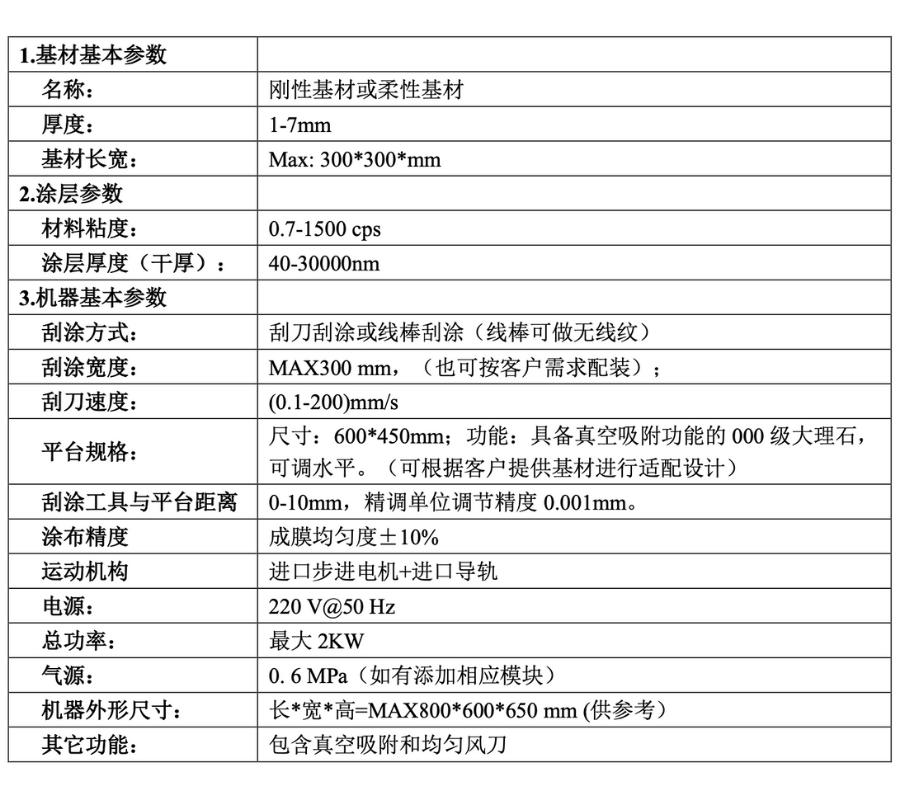 1.基材基本参数
名称：
刚性基材或柔性基材
厚度：
1-7mm
基材长宽：
Max: 300*300*mm
2.涂层参数
材料粘度：
0.7-1500 cps
涂层厚度（干厚）：
40-30000nm
3.机器基本参数
刮涂方式：
刮刀刮涂或线棒刮涂（线棒可做无线纹）
刮涂宽度：
MAX300 mm，（也可按客户需求配装）；
刮刀速度：
(0.1-200)mm/s
平台规格：
尺寸：600*450mm；功能：具备真空吸附功能的 000 级大理石，
可调水平。（可根据客户提供基材进行适配设计）
刮涂工具与平台距离
0-10mm，精调单位调节精度 0.001mm。
涂布精度
成膜均匀度±10%
运动机构
进口步进电机+进口导轨
电源：
220 V@50 Hz
总功率：
最大 2KW
气源：
0. 6 MPa（如有添加相应模块）
机器外形尺寸：
长*宽*高=MAX800*600*650 mm (供参考）
其它功能：
包含真空吸附和均匀风刀